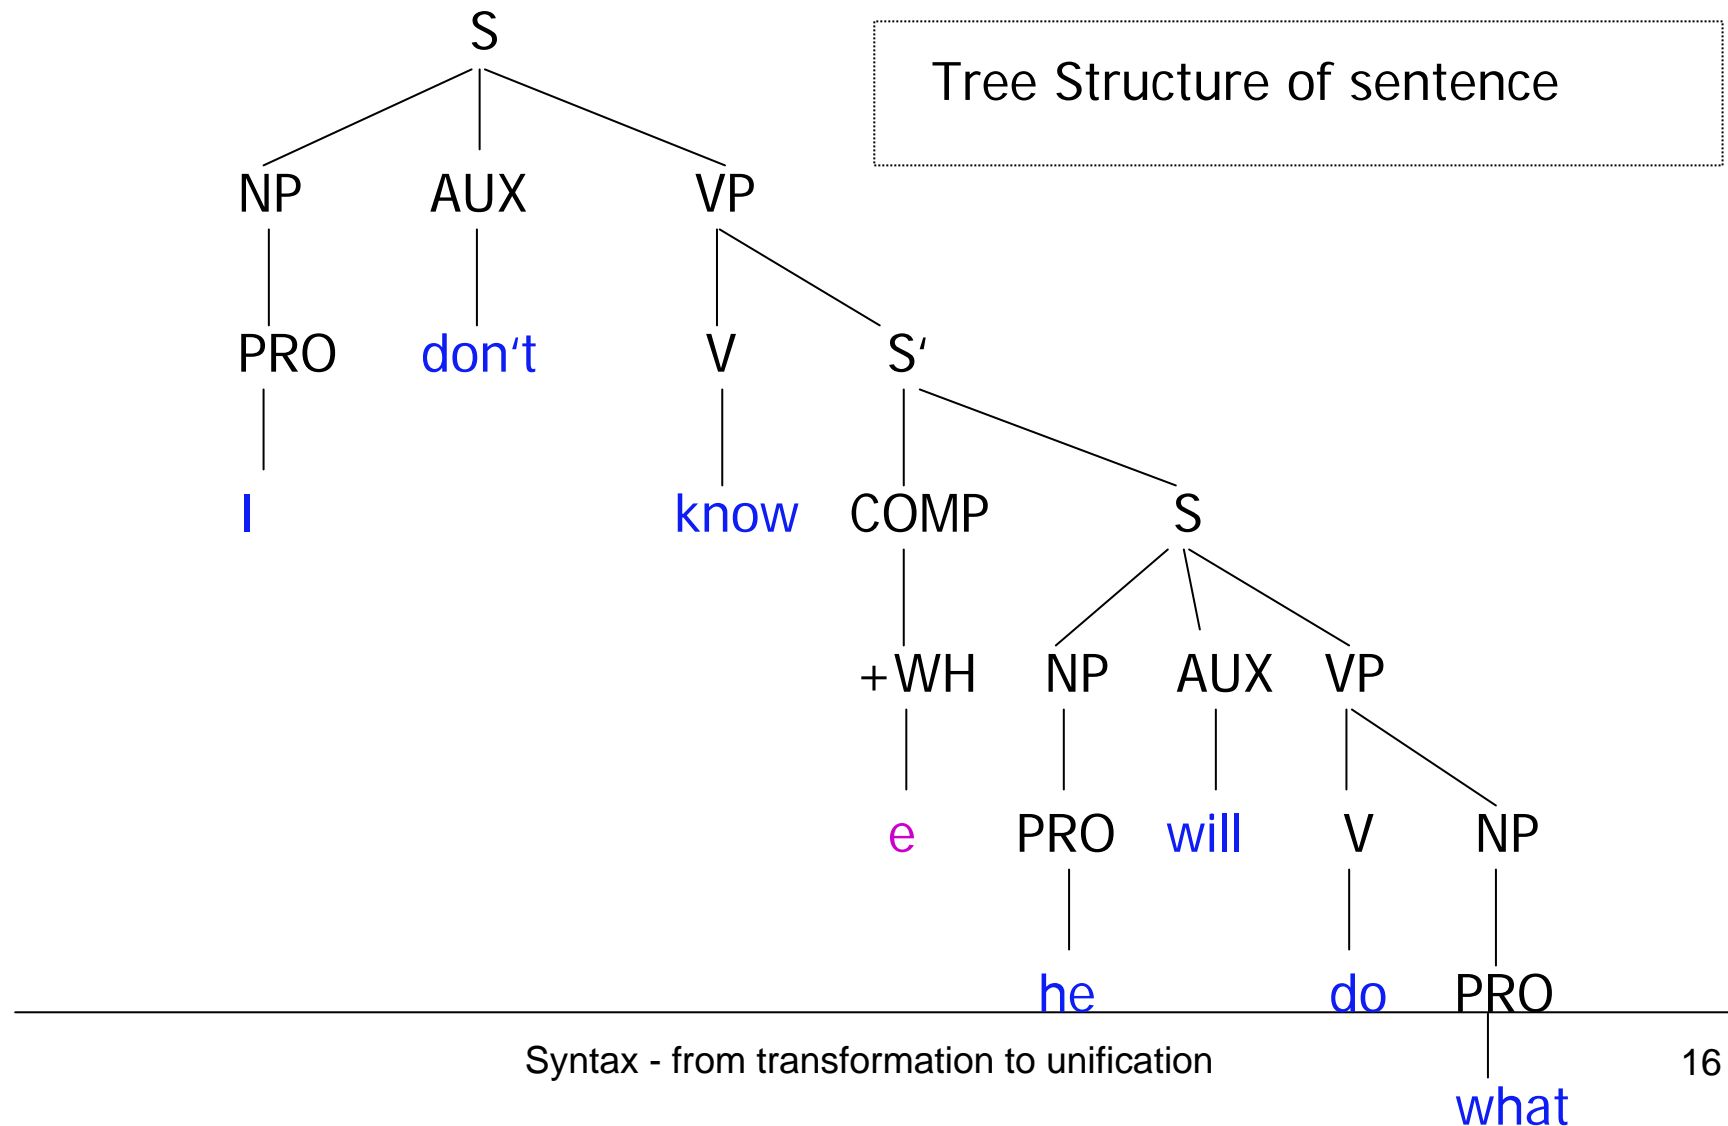 S
Tree Structure of sentence
NP AUX VP
PRO don‘t V S‘
I know COMP S
+WH NP AUX VP
e PRO will V NP
he do PRO
Syntax - from transformation to unification 16
what